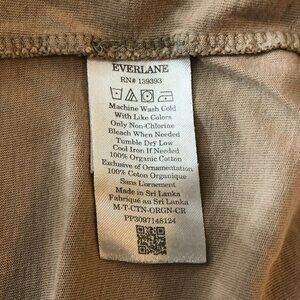 EVERLANE
RN# 139393
Machine Wash Cold
With Like Colors
Only Non-Chlorine
Bleach When Needed
Tumble Dry Low
Cool Iron If Needed
100% Organic Cotton
Exclusive of Ornamentation
100% Coton Organique
Sans L'ornement
Made in Sri Lanka
Fabriqué au Sri Lanka
M-T-CTN-ORGN-CR
PP3097148124